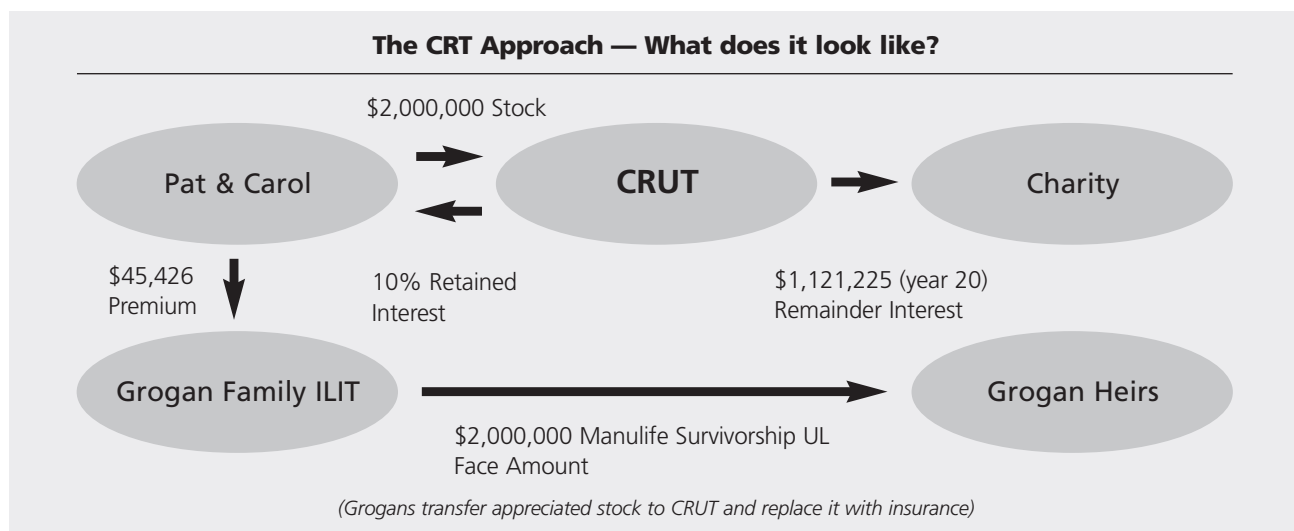 The CRT Approach — What does it look like?
$2,000,000 Stock
Pat & Carol
CRUT
Charity
$45,426
Premium
10% Retained
Interest
$1,121,225 (year 20)
Remainder Interest
Grogan Family ILIT
Grogan Heirs
$2,000,000 Manulife Survivorship UL
Face Amount
(Grogans transfer appreciated stock to CRUT and replace it with insurance)